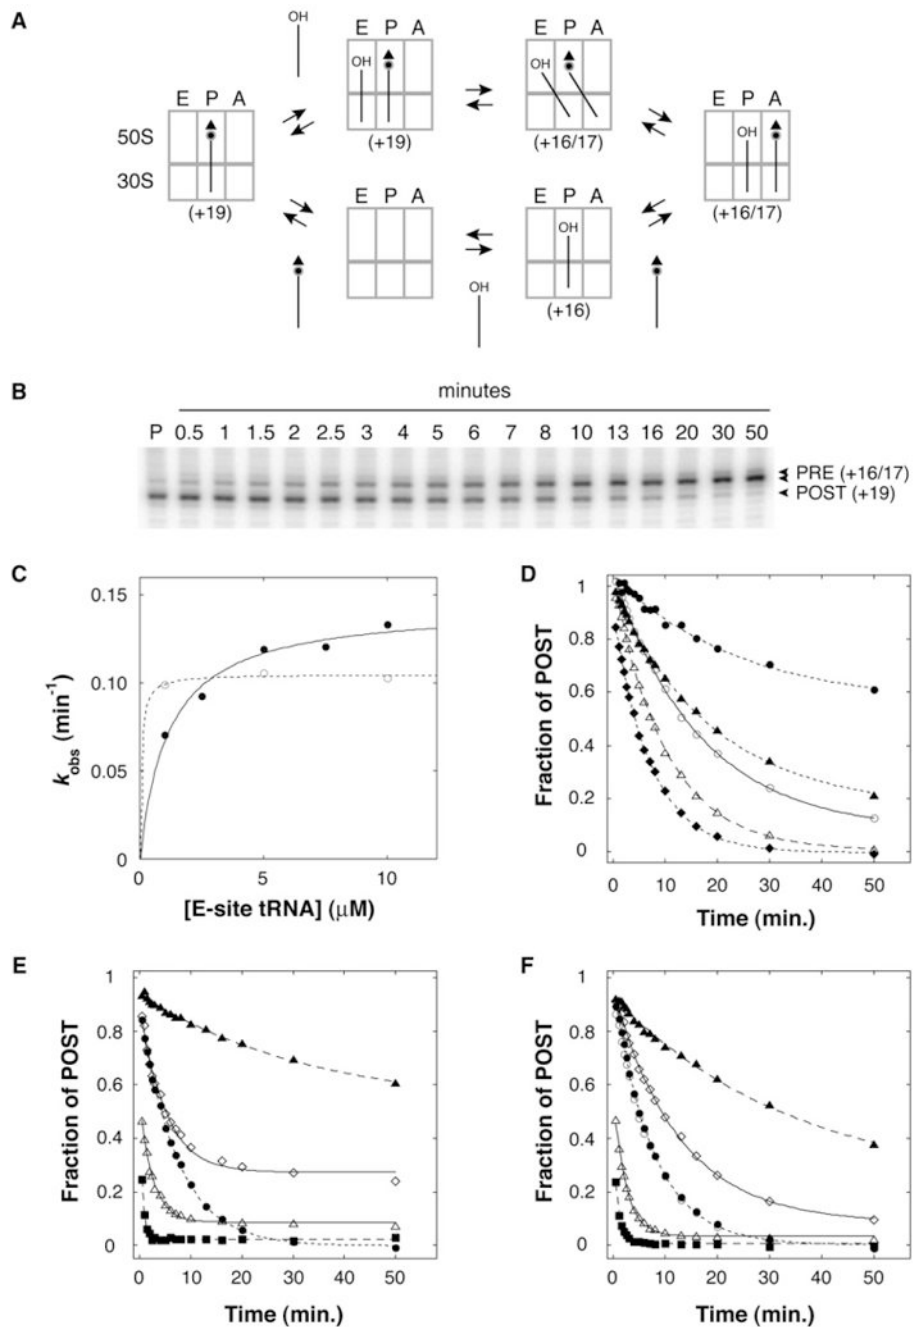 A
OH
E P A
OH
(+19)
E P A
OH
(+16/17)
E P A
50S
30S
(+19)
E P A
OH
(+16/17)
E P A
E P A
OH
(+16)
OH
B
minutes
P 0.5 1 1.5 2 2.5 3 4 5 6 7 8 10 13 16 20 30 50
PRE (+16/17)
POST (+19)
C
0.15
0.10
0.05
0
0 5 10
kobs (min-1)
[E-site tRNA] (μM)
D
1
0.8
0.6
0.4
0.2
0
0 10 20 30 40 50
Fraction of POST
Time (min.)
E
1
0.8
0.6
0.4
0.2
0
0 10 20 30 40 50
Fraction of POST
Time (min.)
F
1
0.8
0.6
0.4
0.2
0
0 10 20 30 40 50
Fraction of POST
Time (min.)